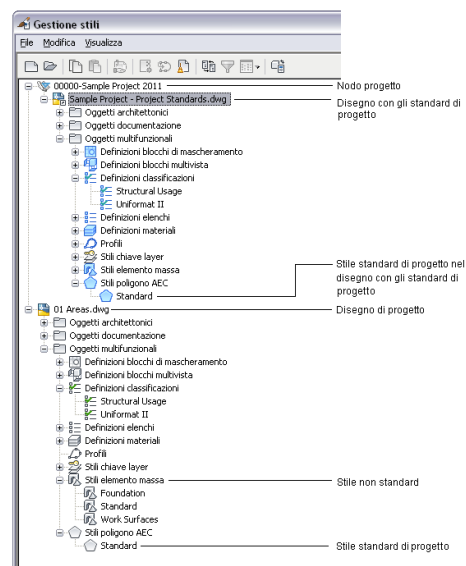 Gestione stili
File Modifica Visualizza
00000-Sample Project 2011
Nodo progetto
Sample Project - Project Standards.dwg
Disegno con gli standard di
progetto
Oggetti architettonici
Oggetti documentazione
Oggetti multifunzionali
Definizioni blocchi di mascheramento
Definizioni blocchi multivista
Definizioni classificazioni
Structural Usage
Uniformat II
Definizioni elenchi
Definizioni materiali
Profili
Stili chiave layer
Stili elemento massa
Stili poligono AEC
Standard
Stile standard di progetto nel
disegno con gli standard di
progetto
01 Areas.dwg
Disegno di progetto
Oggetti architettonici
Oggetti documentazione
Oggetti multifunzionali
Definizioni blocchi di mascheramento
Definizioni blocchi multivista
Definizioni classificazioni
Structural Usage
Uniformat II
Definizioni elenchi
Definizioni materiali
Profili
Stili chiave layer
Stili elemento massa
Stile non standard
Foundation
Standard
Work Surfaces
Stili poligono AEC
Standard
Stile standard di progetto